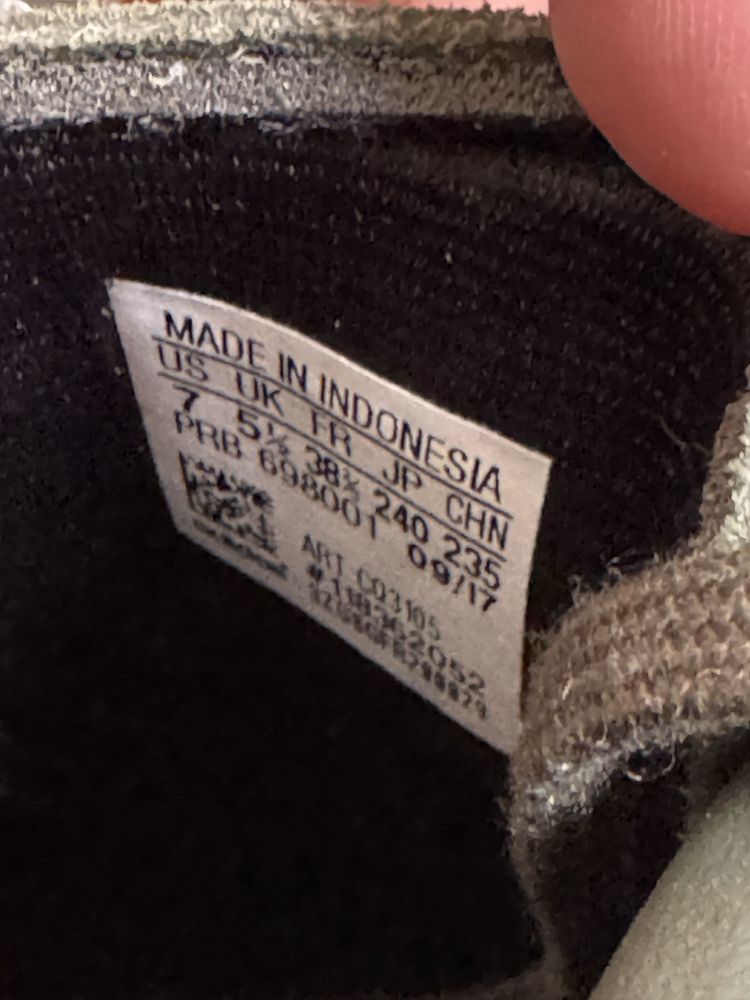 MADE IN INDONESIA
US UK FR JP CHN
7 5½ 38⅔ 240 235
PRB 698001 09/17
ART CQ3105